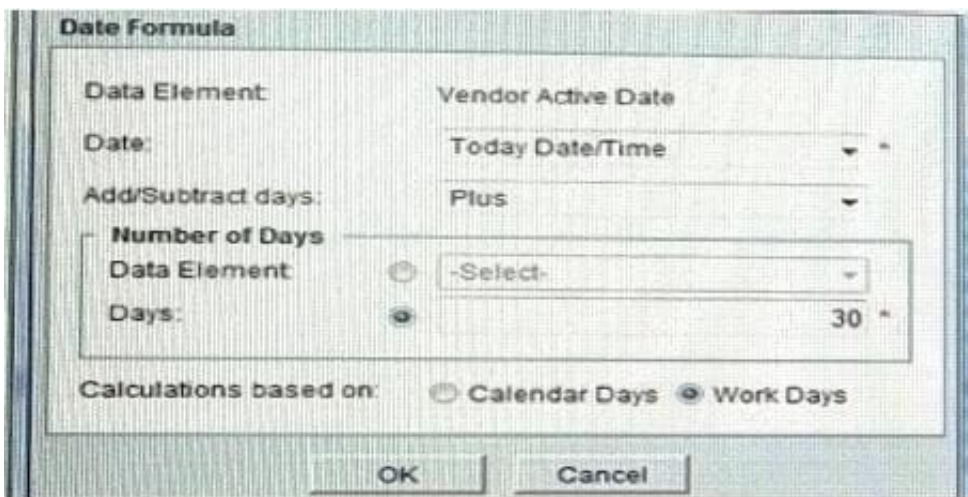 Date Formula
Data Element: Vendor Active Date
Date: Today Date/Time *
Add/Subtract days: Plus
Number of Days
Data Element -Select-
Days: 30 *
Calculations based on: Calendar Days Work Days
OK Cancel